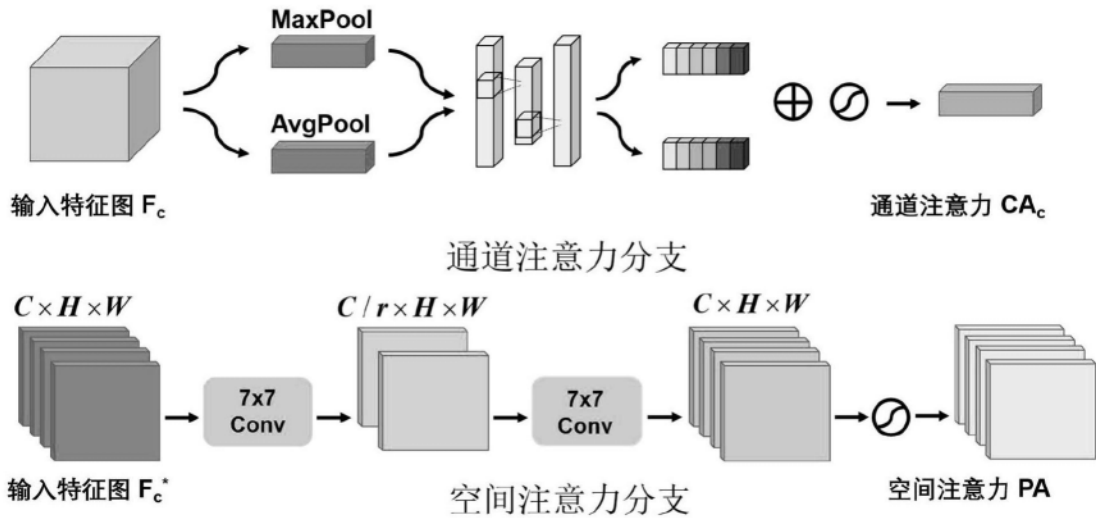 MaxPool
AvgPool
输入特征图 Fc
通道注意力 CAc
通道注意力分支
C × H × W
C / r × H × W
C × H × W
7x7
Conv
7x7
Conv
输入特征图 Fc*
空间注意力 PA
空间注意力分支